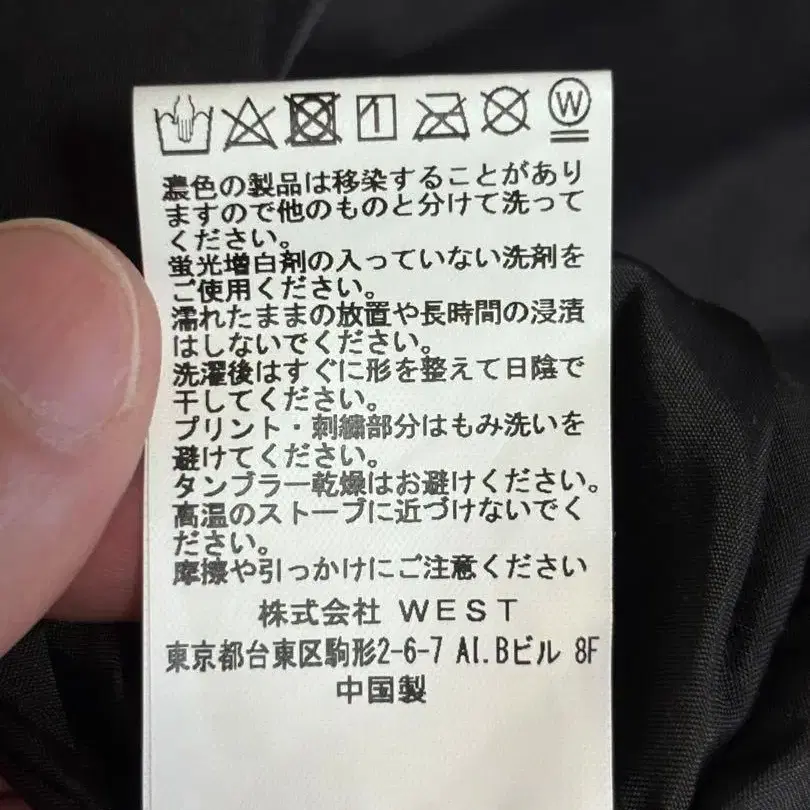 W
濃色の製品は移染することがあり
ますので他のものと分けて洗って
ください。
蛍光増白剤の入っていない洗剤を
ご使用ください。
濡れたままの放置や長時間の浸漬
はしないでください。
洗濯後はすぐに形を整えて日陰で
干してください。
プリント・刺繍部分はもみ洗いを
避けてください。
タンブラー乾燥はお避けください。
高温のストーブに近づけないでく
ださい。
摩擦や引っかけにご注意ください
株式会社 WEST
東京都台東区駒形2-6-7 AI.Bビル 8F
中国製